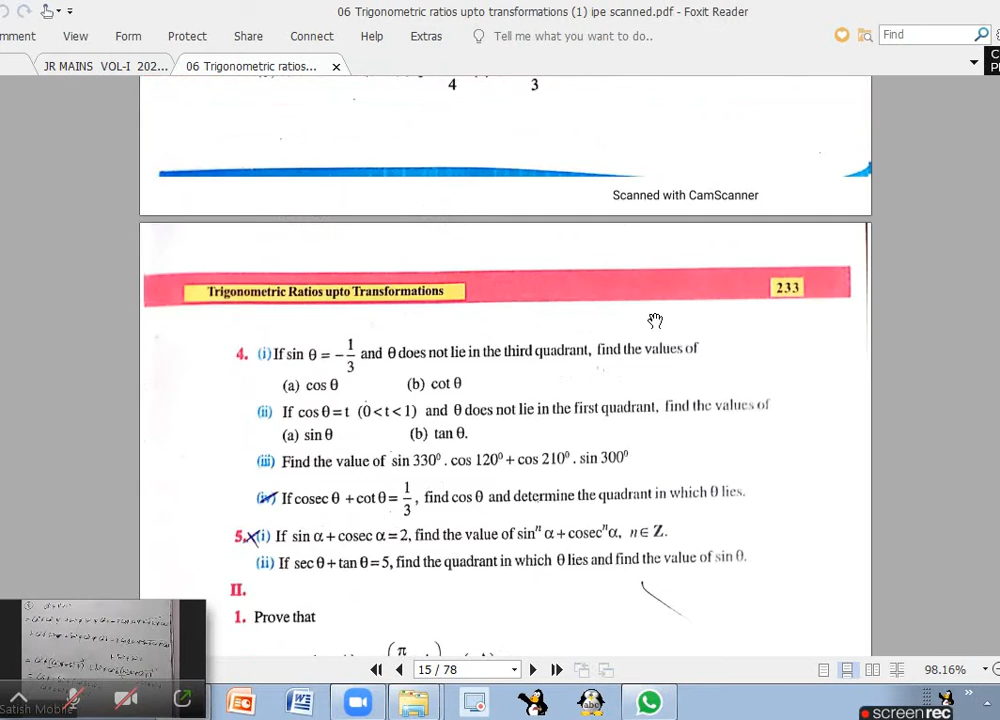 06 Trigonometric ratios upto transformations (1) ipe scanned.pdf - Foxit Reader
mment View Form Protect Share Connect Help Extras Tell me what you want to do.. Find
JR MAINS VOL-I 202... 06 Trigonometric ratios...
4 3
Scanned with CamScanner
Trigonometric Ratios upto Transformations 233
4. (i) If sin θ = -1/3 and θ does not lie in the third quadrant, find the values of
(a) cos θ (b) cot θ
(ii) If cos θ = t (0 < t < 1) and θ does not lie in the first quadrant, find the values of
(a) sin θ (b) tan θ.
(iii) Find the value of sin 330⁰ . cos 120⁰ + cos 210⁰ . sin 300⁰
(iv) If cosec θ + cot θ = 1/3, find cos θ and determine the quadrant in which θ lies.
5. (i) If sin α + cosec α = 2, find the value of sinⁿ α + cosecⁿ α, n ∈ Z.
(ii) If sec θ + tan θ = 5, find the quadrant in which θ lies and find the value of sin θ.
II.
1. Prove that
15 / 78
98.16%
Satish Mobile
screenrec